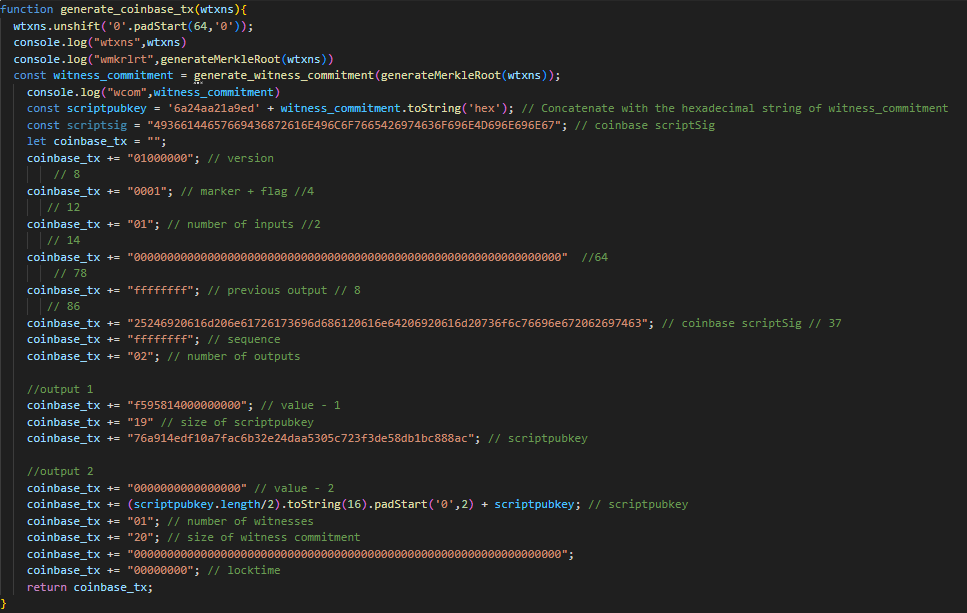 function generate_coinbase_tx(wtxns){
wtxns.unshift('0'.padStart(64,'0'));
console.log("wtxns",wtxns)
console.log("wmkrlrt",generateMerkleRoot(wtxns))
const witness_commitment = generate_witness_commitment(generateMerkleRoot(wtxns));
console.log("wcom",witness_commitment)
const scriptpubkey = '6a24aa21a9ed' + witness_commitment.toString('hex'); // Concatenate with the hexadecimal string of witness_commitment
const scriptsig = "4936614465766943687261 6E496C6F7665426974636F696E4D696E696E67"; // coinbase scriptSig
let coinbase_tx = "";
coinbase_tx += "01000000"; // version
// 8
coinbase_tx += "0001"; // marker + flag //4
// 12
coinbase_tx += "01"; // number of inputs //2
// 14
coinbase_tx += "0000000000000000000000000000000000000000000000000000000000000000" //64
// 78
coinbase_tx += "ffffffff"; // previous output // 8
// 86
coinbase_tx += "25246920616d206e61726173696d686120616e64206920616d20736f6c76696e672062697463"; // coinbase scriptSig // 37
coinbase_tx += "ffffffff"; // sequence
coinbase_tx += "02"; // number of outputs
//output 1
coinbase_tx += "f595814000000000"; // value - 1
coinbase_tx += "19" // size of scriptpubkey
coinbase_tx += "76a914edf10a7fac6b32e24daa5305c723f3de58db1bc888ac"; // scriptpubkey
//output 2
coinbase_tx += "0000000000000000" // value - 2
coinbase_tx += (scriptpubkey.length/2).toString(16).padStart('0',2) + scriptpubkey; // scriptpubkey
coinbase_tx += "01"; // number of witnesses
coinbase_tx += "20"; // size of witness commitment
coinbase_tx += "0000000000000000000000000000000000000000000000000000000000000000";
coinbase_tx += "00000000"; // locktime
return coinbase_tx;
}